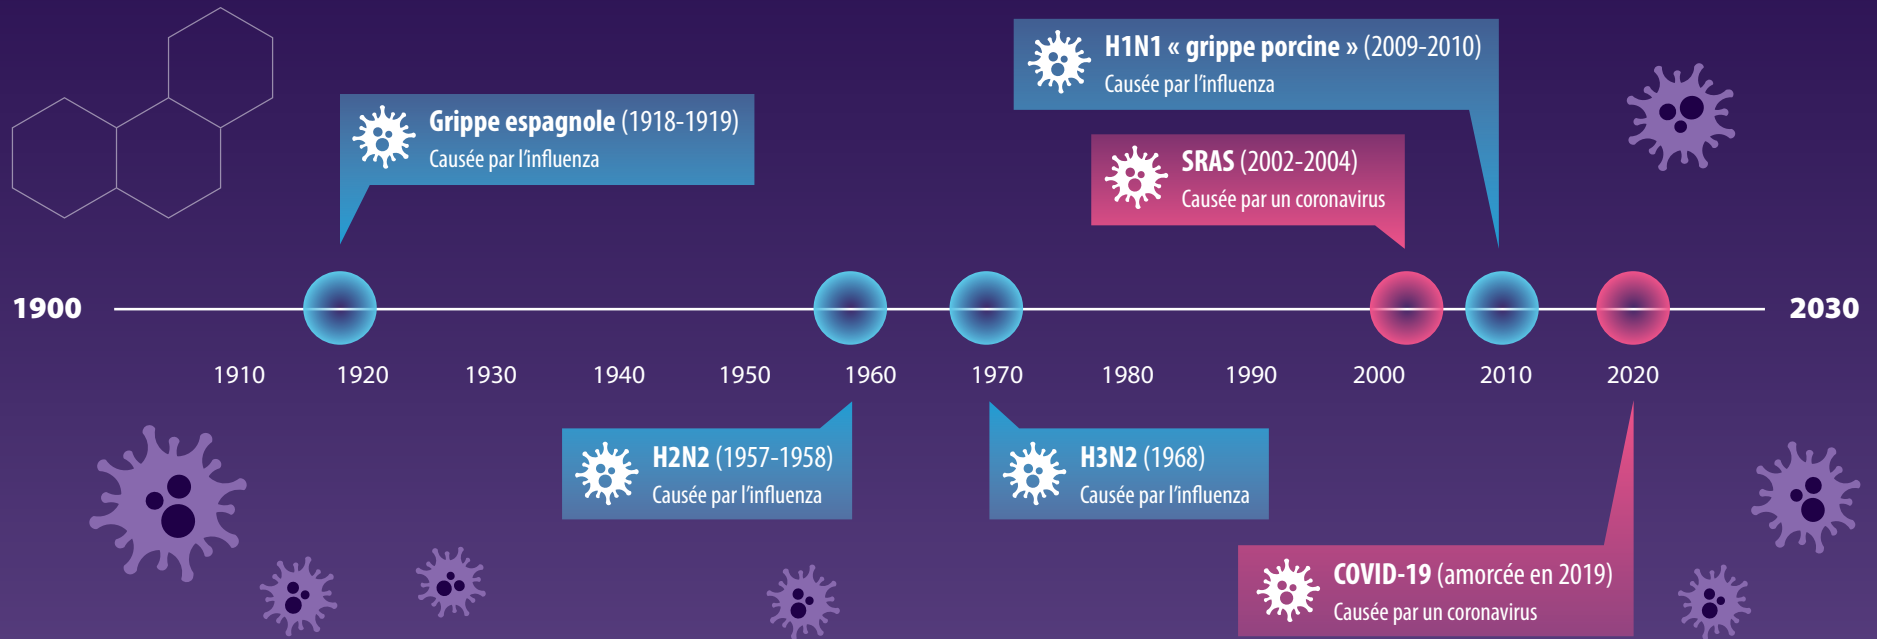 H1N1 « grippe porcine » (2009-2010)
Causée par l’influenza
Grippe espagnole (1918-1919)
Causée par l’influenza
SRAS (2002-2004)
Causée par un coronavirus
1900
2030
1910 1920 1930 1940 1950 1960 1970 1980 1990 2000 2010 2020
H2N2 (1957-1958)
Causée par l’influenza
H3N2 (1968)
Causée par l’influenza
COVID-19 (amorcée en 2019)
Causée par un coronavirus